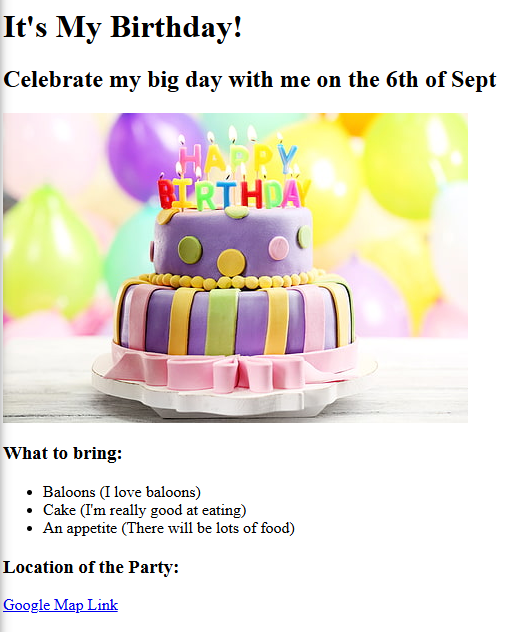 It's My Birthday!
Celebrate my big day with me on the 6th of Sept
HAPPY
BIRTHDAY
What to bring:
Baloons (I love baloons)
Cake (I'm really good at eating)
An appetite (There will be lots of food)
Location of the Party:
Google Map Link